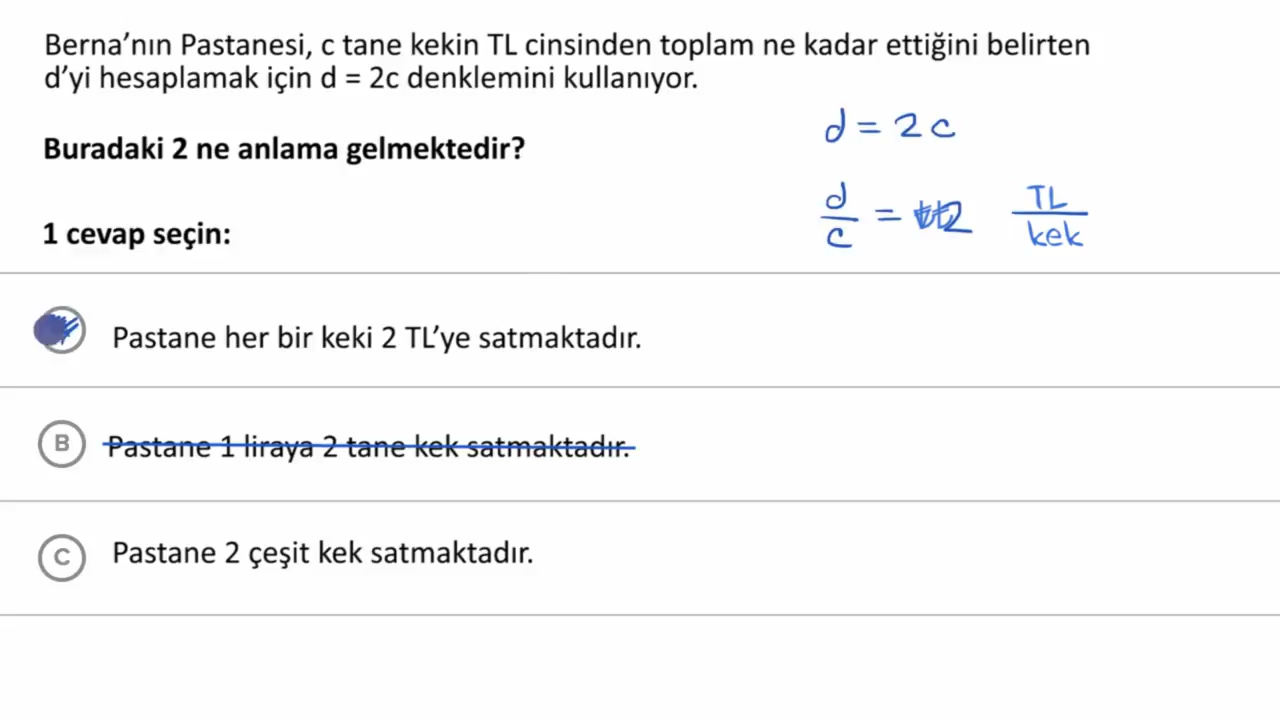 Berna'nın Pastanesi, c tane kekin TL cinsinden toplam ne kadar ettiğini belirten
d'yi hesaplamak için d = 2c denklemini kullanıyor.
d = 2c
Buradaki 2 ne anlama gelmektedir?
d/c = 2 TL/kek
1 cevap seçin:
Pastane her bir keki 2 TL'ye satmaktadır.
B Pastane 1 liraya 2 tane kek satmaktadır.
C Pastane 2 çeşit kek satmaktadır.